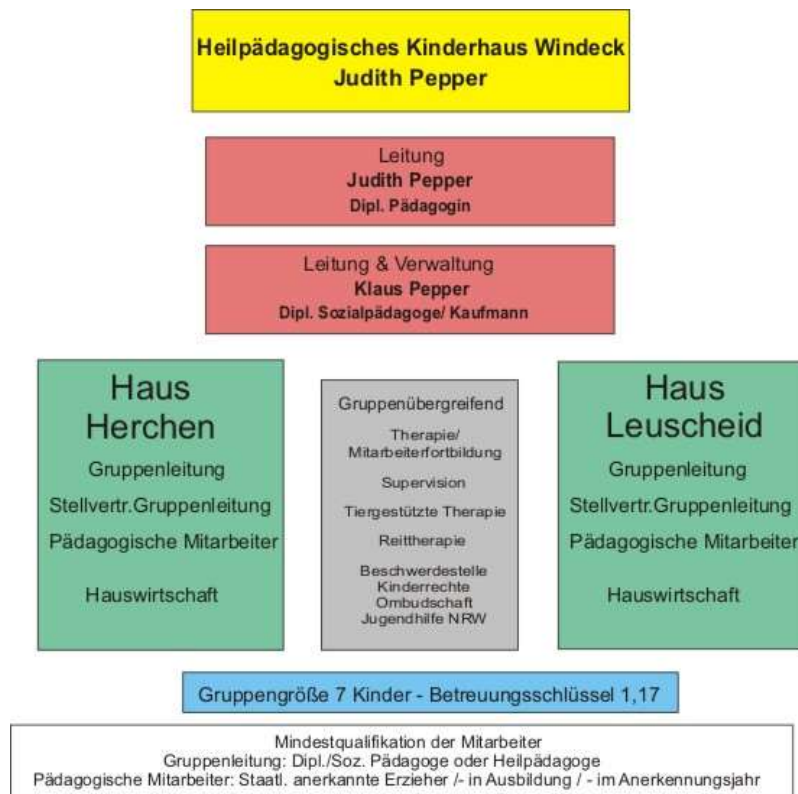 Heilpädagogisches Kinderhaus Windeck
Judith Pepper
Leitung
Judith Pepper
Dipl. Pädagogin
Leitung & Verwaltung
Klaus Pepper
Dipl. Sozialpädagoge/ Kaufmann
Haus
Herchen
Gruppenleitung
Stellvertr.Gruppenleitung
Pädagogische Mitarbeiter
Hauswirtschaft
Gruppenübergreifend
Therapie/
Mitarbeiterfortbildung
Supervision
Tiergestützte Therapie
Reittherapie
Beschwerdestelle
Kinderrechte
Ombudschaft
Jugendhilfe NRW
Haus
Leuscheid
Gruppenleitung
Stellvertr.Gruppenleitung
Pädagogische Mitarbeiter
Hauswirtschaft
Gruppengröße 7 Kinder - Betreuungsschlüssel 1,17
Mindestqualifikation der Mitarbeiter
Gruppenleitung: Dipl./Soz. Pädagoge oder Heilpädagoge
Pädagogische Mitarbeiter: Staatl. anerkannte Erzieher /- in Ausbildung / - im Anerkennungsjahr